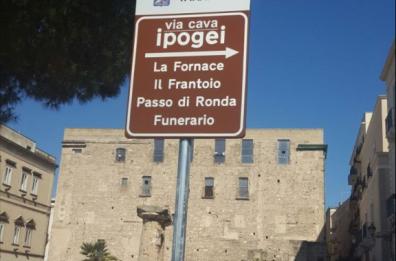 via cava
ipogei
La Fornace
Il Frantoio
Passo di Ronda
Funerario